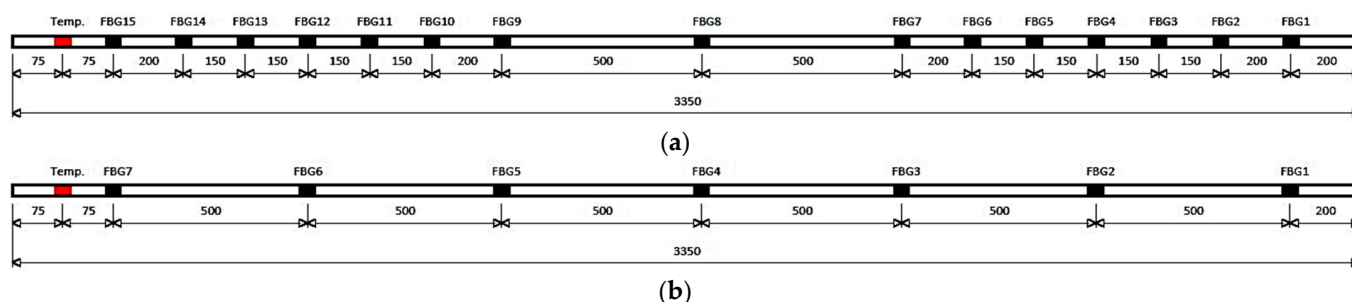 Temp. FBG15 FBG14 FBG13 FBG12 FBG11 FBG10 FBG9 FBG8 FBG7 FBG6 FBG5 FBG4 FBG3 FBG2 FBG1
75 75 200 150 150 150 150 200 500 500 200 150 150 150 150 200 200
3350
(a)
Temp. FBG7 FBG6 FBG5 FBG4 FBG3 FBG2 FBG1
75 75 500 500 500 500 500 500 200
3350
(b)